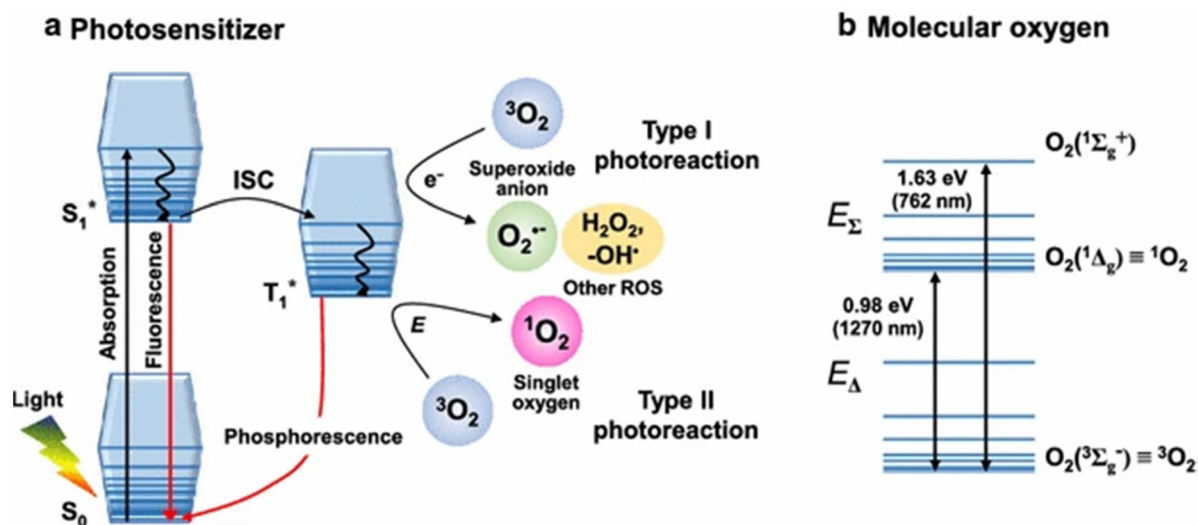 a Photosensitizer
S₁*
ISC
Absorption
Fluorescence
T₁*
Light
S₀
Phosphorescence
³O₂
Type I
photoreaction
e⁻
Superoxide
anion
O₂•⁻
H₂O₂,
-OH•
Other ROS
E
¹O₂
Singlet
oxygen
³O₂
Type II
photoreaction
b Molecular oxygen
O₂(¹Σg⁺)
1.63 eV
(762 nm)
EΣ
O₂(¹Δg) ≡ ¹O₂
0.98 eV
(1270 nm)
EΔ
O₂(³Σg⁻) ≡ ³O₂